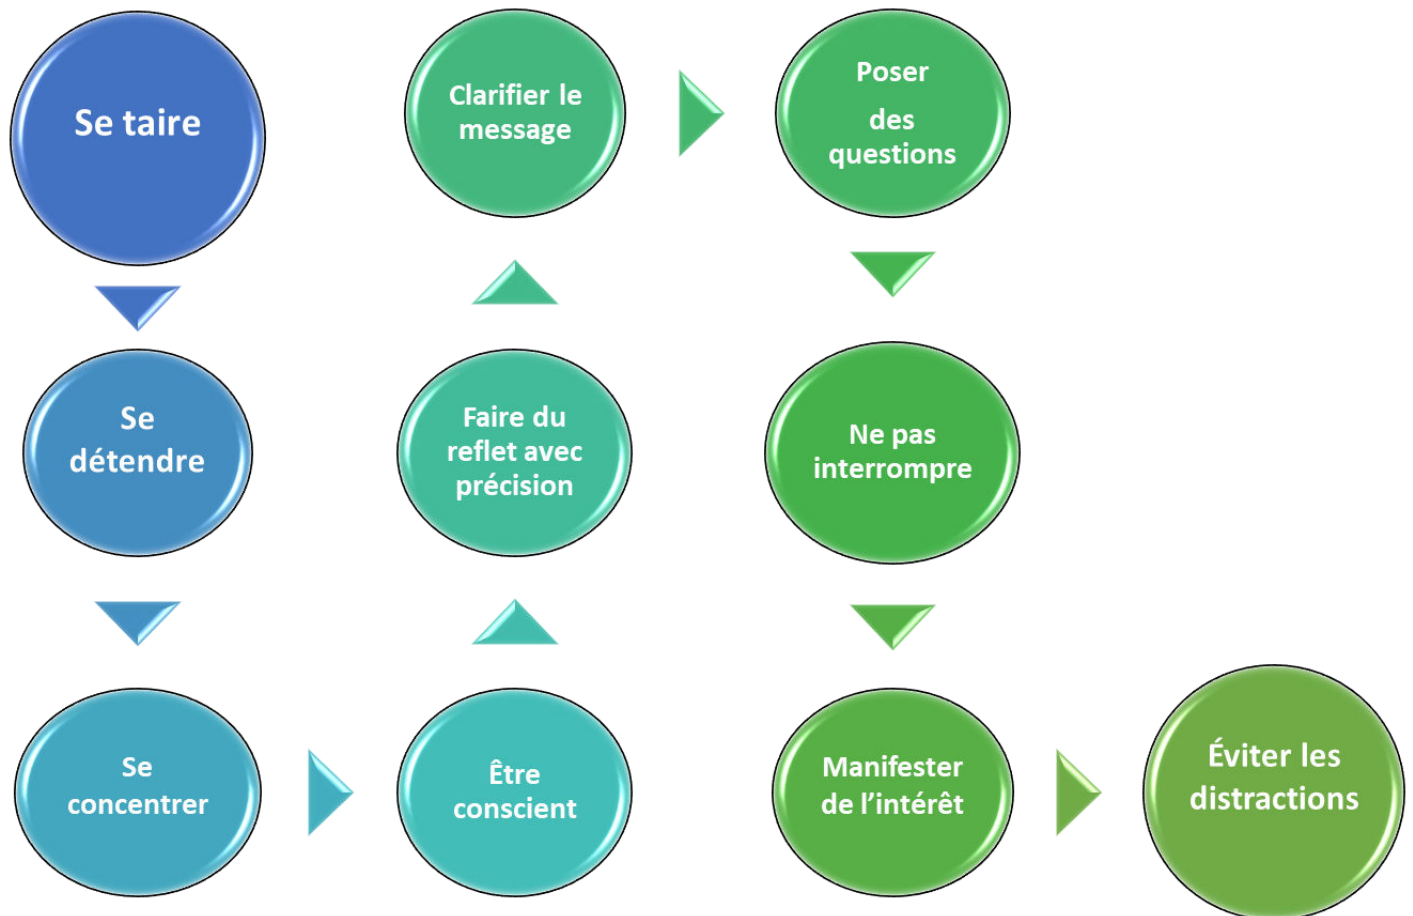 Se taire
Se
détendre
Se
concentrer
Être
conscient
Faire du
reflet avec
précision
Clarifier le
message
Poser
des
questions
Ne pas
interrompre
Manifester
de l’intérêt
Éviter les
distractions